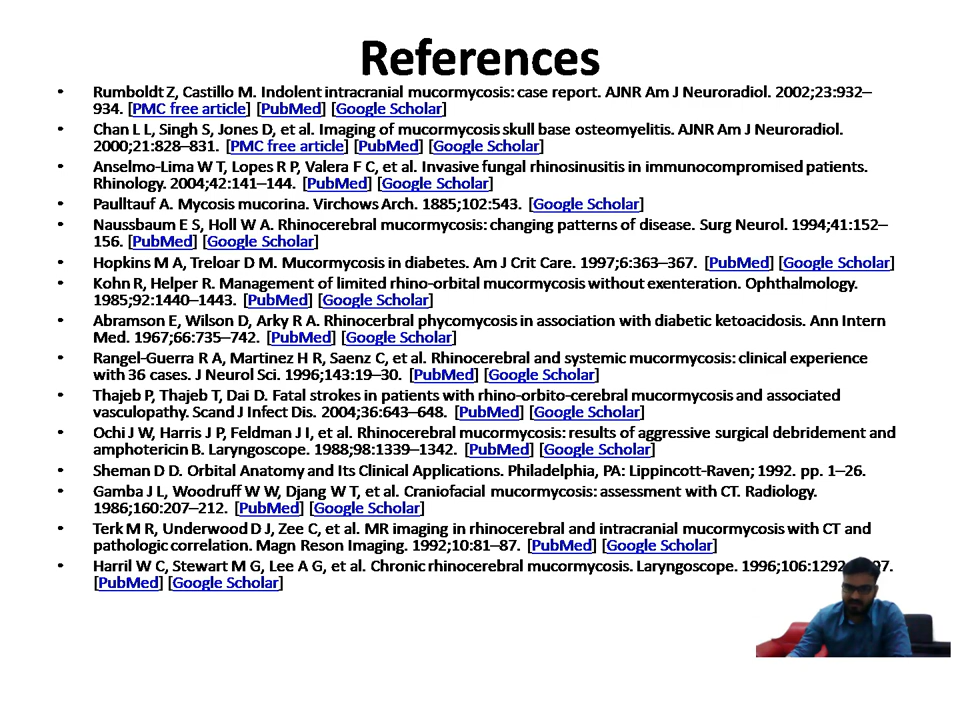 References
• Rumboldt Z, Castillo M. Indolent intracranial mucormycosis: case report. AJNR Am J Neuroradiol. 2002;23:932–
934. [PMC free article] [PubMed] [Google Scholar]
• Chan L L, Singh S, Jones D, et al. Imaging of mucormycosis skull base osteomyelitis. AJNR Am J Neuroradiol.
2000;21:828–831. [PMC free article] [PubMed] [Google Scholar]
• Anselmo-Lima W T, Lopes R P, Valera F C, et al. Invasive fungal rhinosinusitis in immunocompromised patients.
Rhinology. 2004;42:141–144. [PubMed] [Google Scholar]
• Paulltauf A. Mycosis mucorina. Virchows Arch. 1885;102:543. [Google Scholar]
• Naussbaum E S, Holl W A. Rhinocerebral mucormycosis: changing patterns of disease. Surg Neurol. 1994;41:152–
156. [PubMed] [Google Scholar]
• Hopkins M A, Treloar D M. Mucormycosis in diabetes. Am J Crit Care. 1997;6:363–367. [PubMed] [Google Scholar]
• Kohn R, Helper R. Management of limited rhino-orbital mucormycosis without exenteration. Ophthalmology.
1985;92:1440–1443. [PubMed] [Google Scholar]
• Abramson E, Wilson D, Arky R A. Rhinocerbral phycomycosis in association with diabetic ketoacidosis. Ann Intern
Med. 1967;66:735–742. [PubMed] [Google Scholar]
• Rangel-Guerra R A, Martinez H R, Saenz C, et al. Rhinocerebral and systemic mucormycosis: clinical experience
with 36 cases. J Neurol Sci. 1996;143:19–30. [PubMed] [Google Scholar]
• Thajeb P, Thajeb T, Dai D. Fatal strokes in patients with rhino-orbito-cerebral mucormycosis and associated
vasculopathy. Scand J Infect Dis. 2004;36:643–648. [PubMed] [Google Scholar]
• Ochi J W, Harris J P, Feldman J I, et al. Rhinocerebral mucormycosis: results of aggressive surgical debridement and
amphotericin B. Laryngoscope. 1988;98:1339–1342. [PubMed] [Google Scholar]
• Sheman D D. Orbital Anatomy and Its Clinical Applications. Philadelphia, PA: Lippincott-Raven; 1992. pp. 1–26.
• Gamba J L, Woodruff W W, Djang W T, et al. Craniofacial mucormycosis: assessment with CT. Radiology.
1986;160:207–212. [PubMed] [Google Scholar]
• Terk M R, Underwood D J, Zee C, et al. MR imaging in rhinocerebral and intracranial mucormycosis with CT and
pathologic correlation. Magn Reson Imaging. 1992;10:81–87. [PubMed] [Google Scholar]
• Harril W C, Stewart M G, Lee A G, et al. Chronic rhinocerebral mucormycosis. Laryngoscope. 1996;106:1292
[PubMed] [Google Scholar]